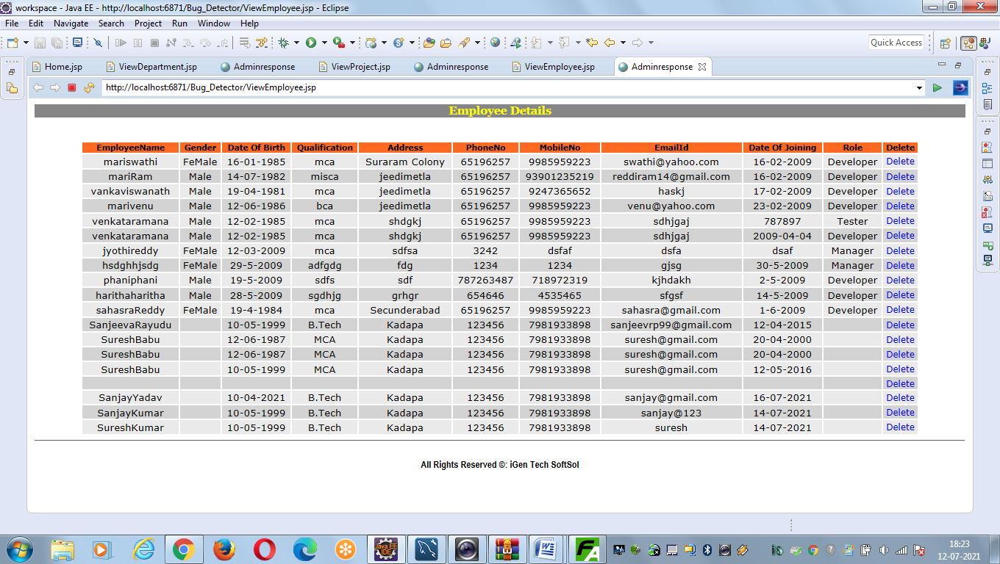 workspace - Java EE - http://localhost:6871/Bug_Detector/ViewEmployee.jsp - Eclipse
File Edit Navigate Search Project Run Window Help
Quick Access
Home.jsp ViewDepartment.jsp Adminresponse ViewProject.jsp Adminresponse ViewEmployee.jsp Adminresponse
http://localhost:6871/Bug_Detector/ViewEmployee.jsp
Employee Details
EmployeeName Gender Date Of Birth Qualification Address PhoneNo MobileNo EmailId Date Of Joining Role Delete
mariswathi FeMale 16-01-1985 mca Suraram Colony 65196257 9985959223 swathi@yahoo.com 16-02-2009 Developer Delete
mariRam Male 14-07-1982 misca jeedimetla 65196257 93901235219 reddiram14@gmail.com 16-02-2009 Developer Delete
vankaviswanath Male 19-04-1981 mca jeedimetla 65196257 9247365652 haskj 17-02-2009 Developer Delete
marivenu Male 12-06-1986 bca jeedimetla 65196257 9985959223 venu@yahoo.com 23-02-2009 Developer Delete
venkataramana Male 12-02-1985 mca shdgkj 65196257 9985959223 sdhjgaj 787897 Tester Delete
venkataramana Male 12-02-1985 mca shdgkj 65196257 9985959223 sdhjgaj 2009-04-04 Developer Delete
jyothireddy FeMale 12-03-2009 mca sdfsa 3242 dsfaf dsfa dsaf Manager Delete
hsdghhjsdg FeMale 29-5-2009 adfgdg fdg 1234 1234 gjsg 30-5-2009 Manager Delete
phaniphani Male 19-5-2009 sdfs sdf 787263487 718972319 kjhdakh 2-5-2009 Developer Delete
harithaharitha Male 28-5-2009 sgdhjg grhgr 654646 4535465 sfgsf 14-5-2009 Developer Delete
sahasraReddy FeMale 19-4-1984 mca Secunderabad 65196257 9985959223 sahasra@gmail.com 1-6-2009 Developer Delete
SanjeevaRayudu 10-05-1999 B.Tech Kadapa 123456 7981933898 sanjeevrp99@gmail.com 12-04-2015 Delete
SureshBabu 12-06-1987 MCA Kadapa 123456 7981933898 suresh@gmail.com 20-04-2000 Delete
SureshBabu 12-06-1987 MCA Kadapa 123456 7981933898 suresh@gmail.com 20-04-2000 Delete
SureshBabu 10-05-1999 MCA Kadapa 123456 7981933898 suresh@gmail.com 12-05-2016 Delete
Delete
SanjayYadav 10-04-2021 B.Tech Kadapa 123456 7981933898 sanjay@gmail.com 16-07-2021 Delete
SanjayKumar 10-05-1999 B.Tech Kadapa 123456 7981933898 sanjay@123 14-07-2021 Delete
SureshKumar 10-05-1999 B.Tech Kadapa 123456 7981933898 suresh 14-07-2021 Delete
All Rights Reserved ©: iGen Tech SoftSol
Java EE
IDE
18:23
12-07-2021